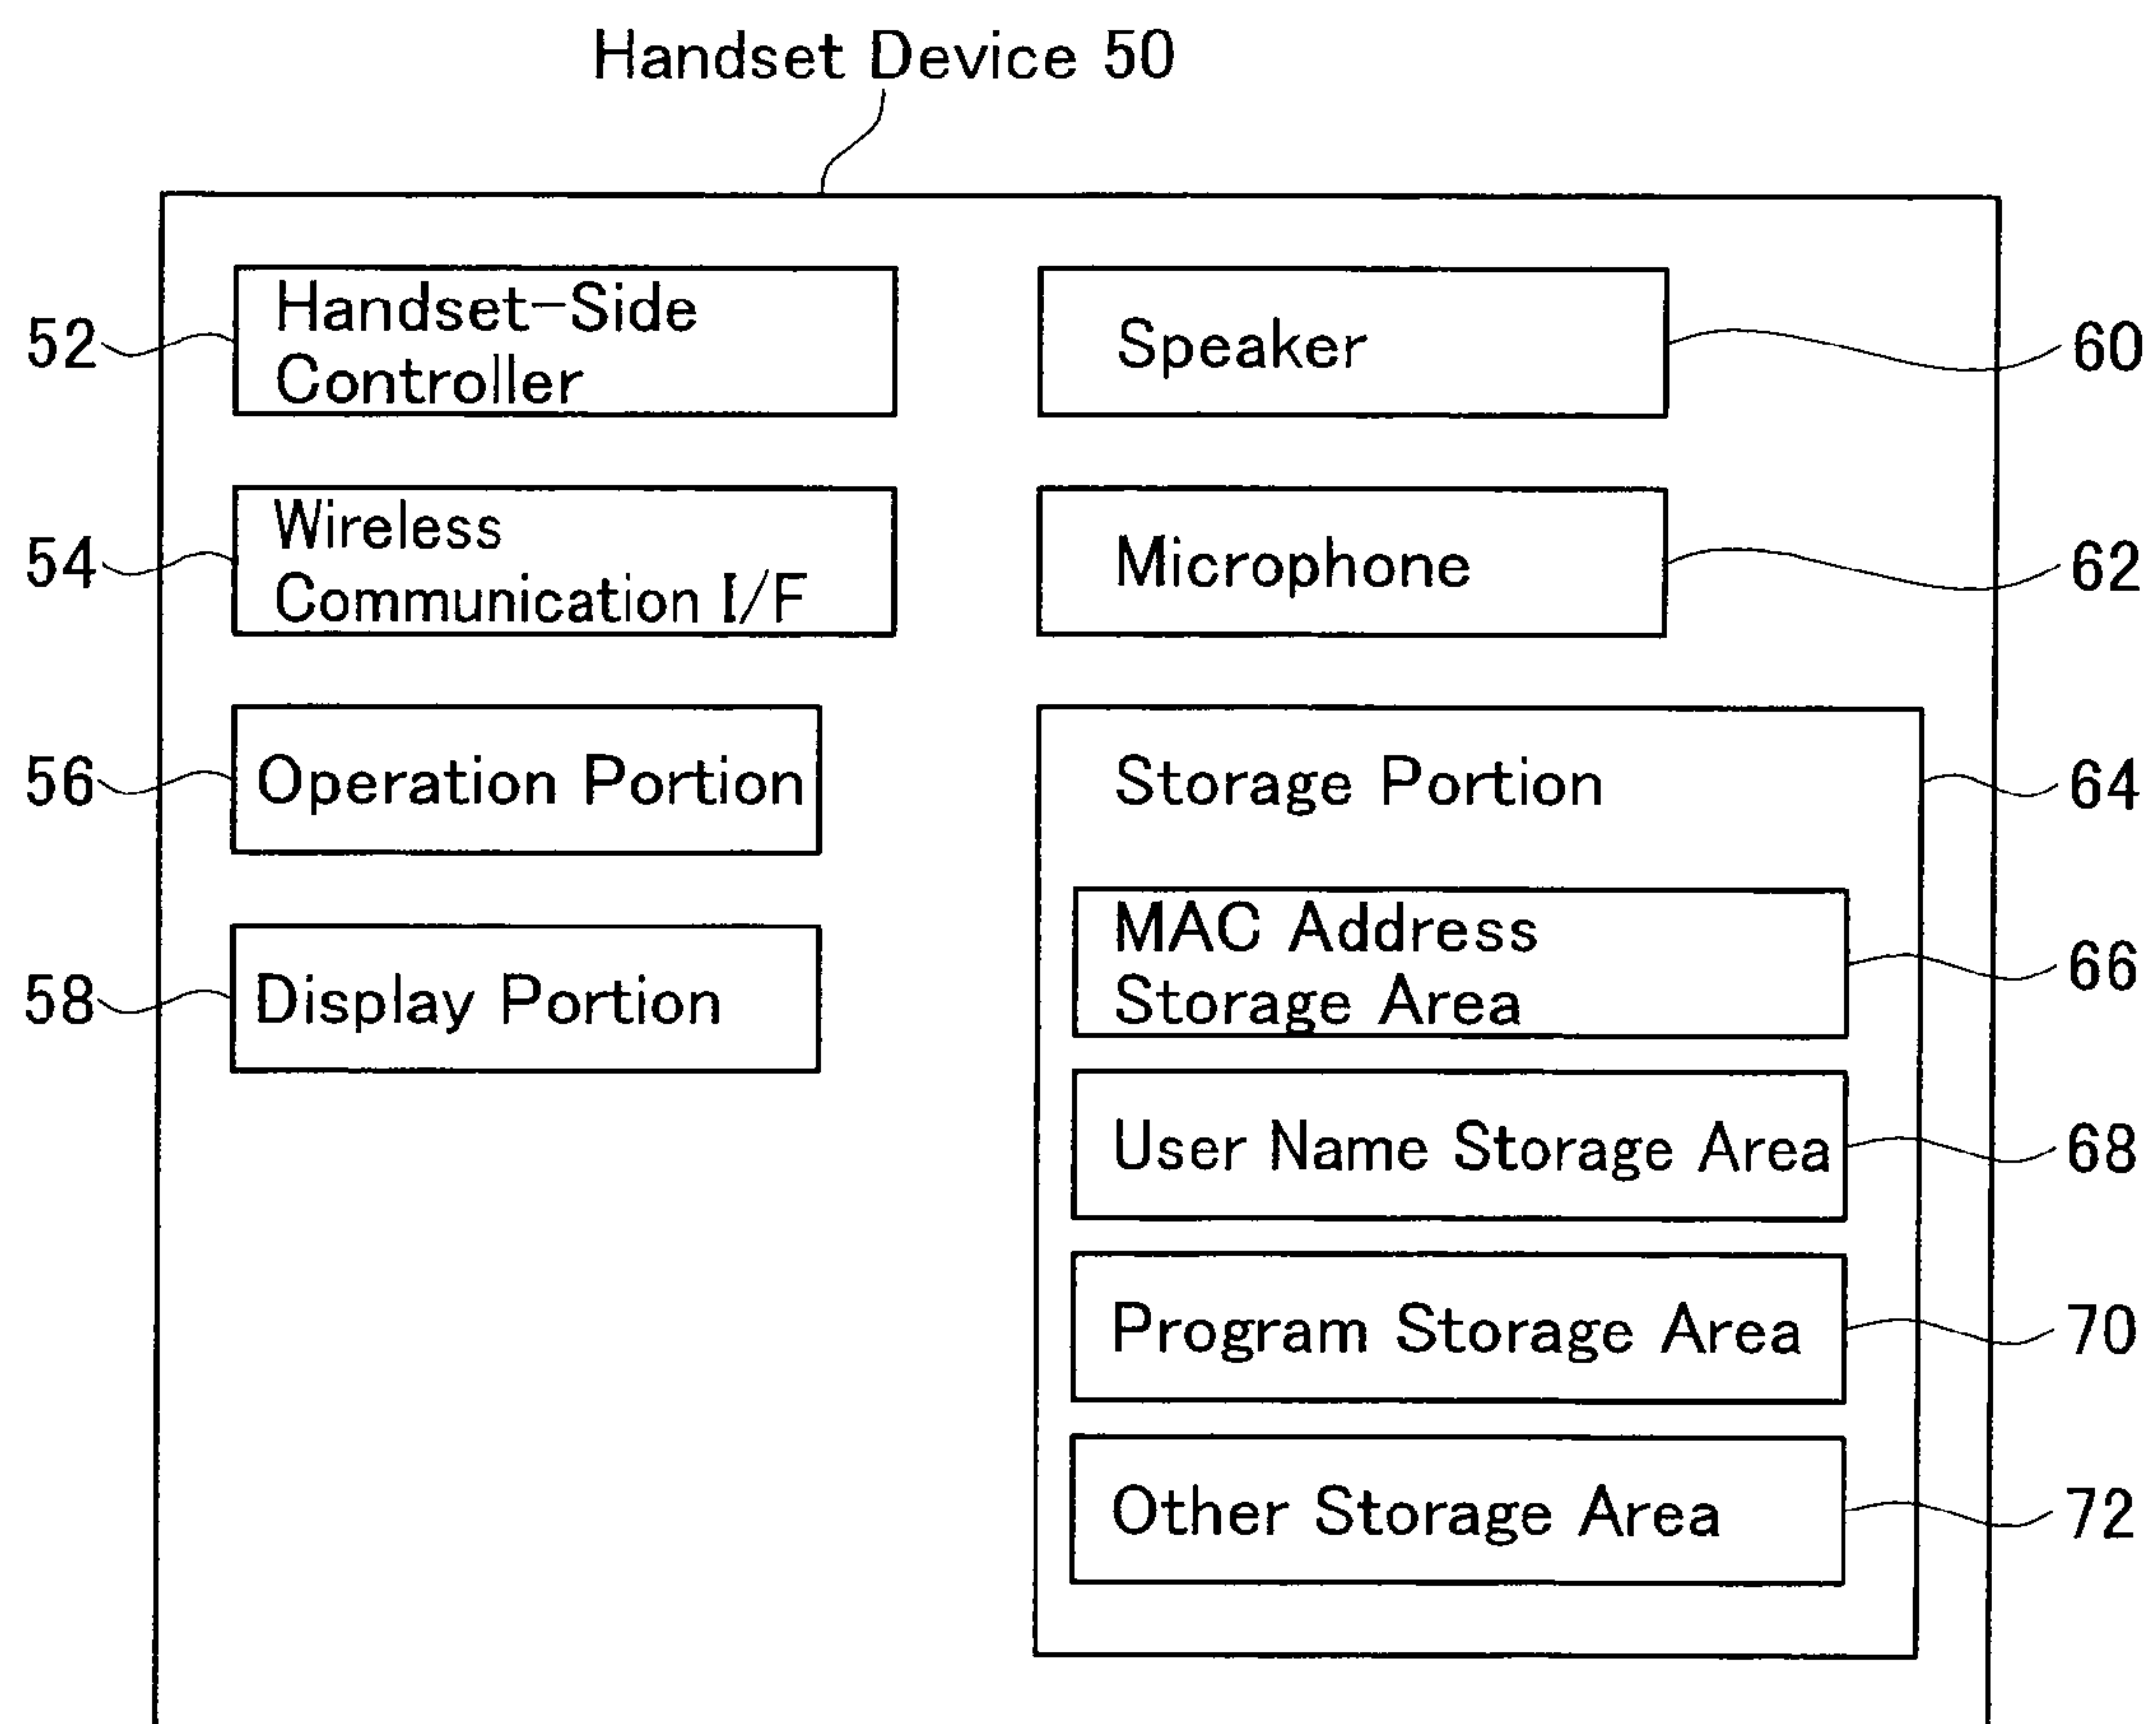 Handset Device 50
52
Handset-Side
Controller
Speaker
60
54
Wireless
Communication I/F
Microphone
62
56
Operation Portion
Storage Portion
64
MAC Address
Storage Area
66
58
Display Portion
User Name Storage Area
68
Program Storage Area
70
Other Storage Area
72